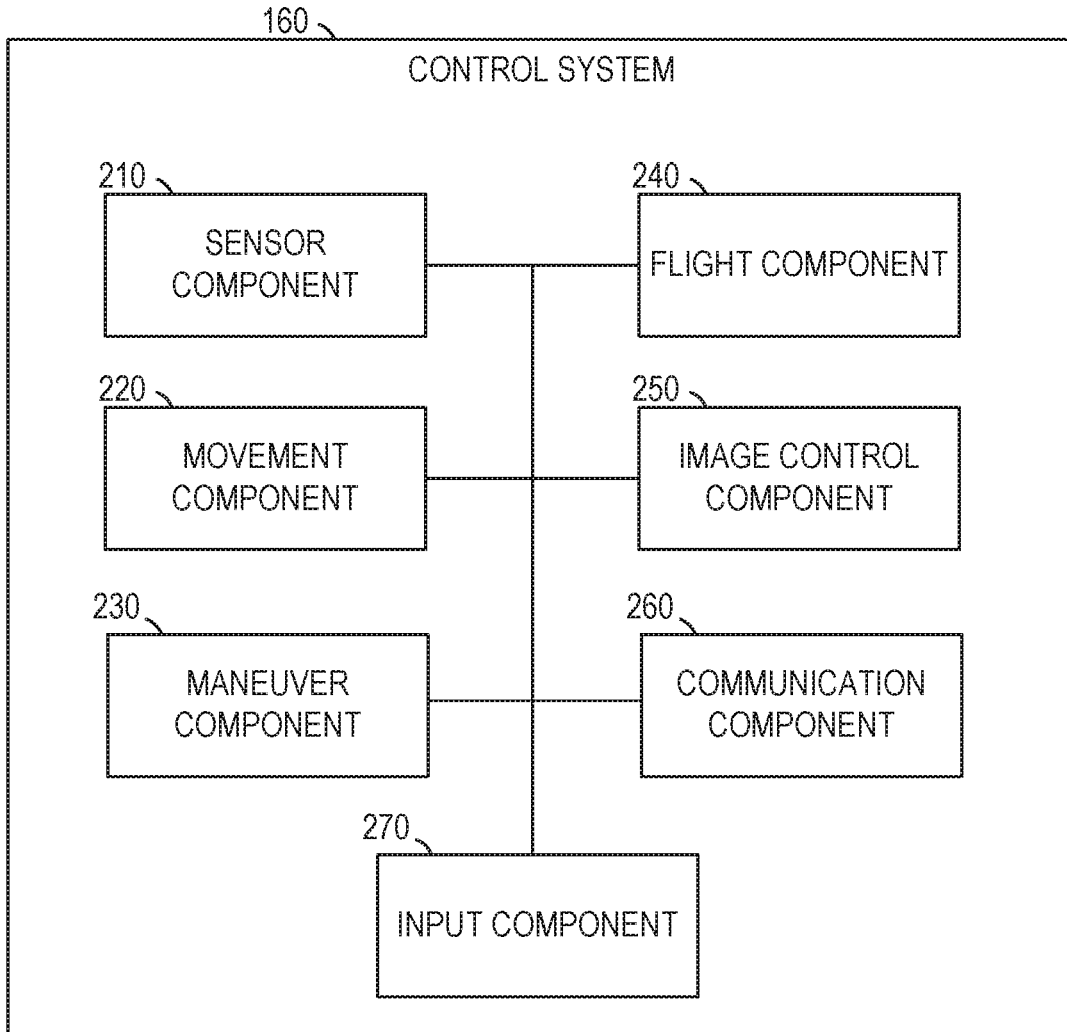 160
CONTROL SYSTEM
210
SENSOR
COMPONENT
240
FLIGHT COMPONENT
220
MOVEMENT
COMPONENT
250
IMAGE CONTROL
COMPONENT
230
MANEUVER
COMPONENT
260
COMMUNICATION
COMPONENT
270
INPUT COMPONENT